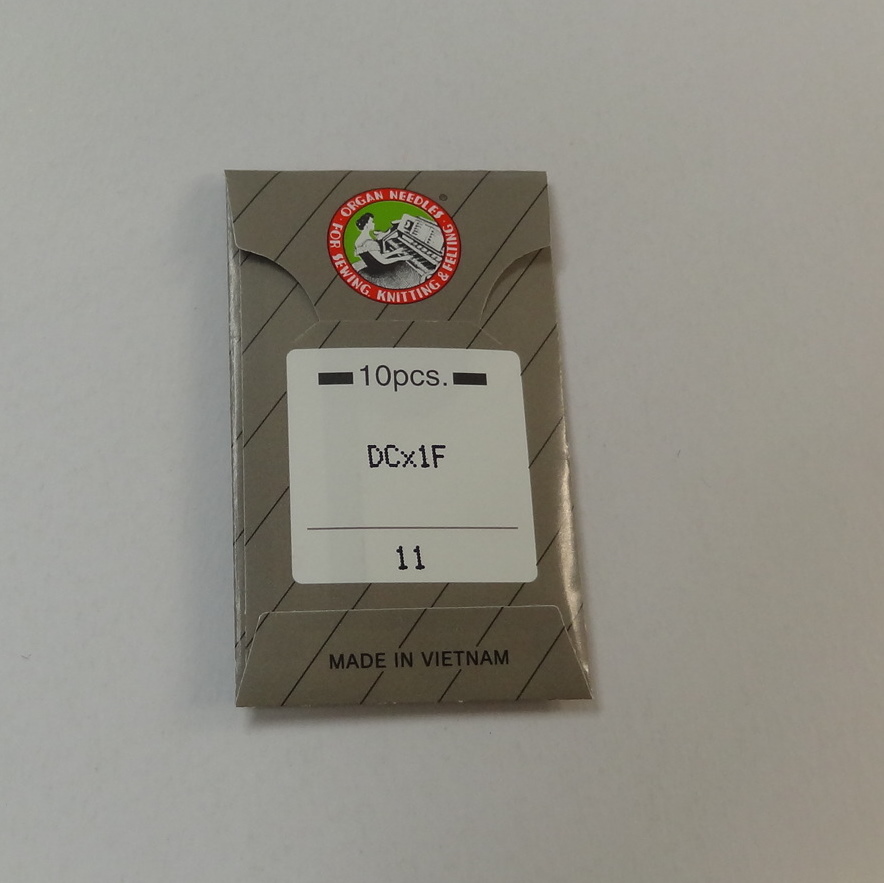 ORGAN NEEDLES ®
· FOR SEWING, KNITTING & FELTING ·
10pcs.
DCx1F
11
MADE IN VIETNAM